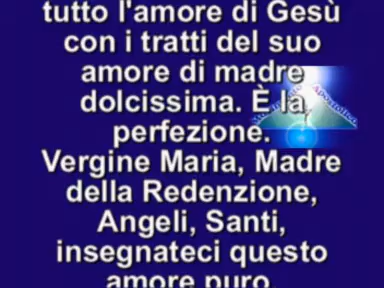 tutto l'amore di Gesù
con i tratti del suo
amore di madre
dolcissima. È la
perfezione.
Vergine Maria, Madre
della Redenzione,
Angeli, Santi,
insegnateci questo
amore puro